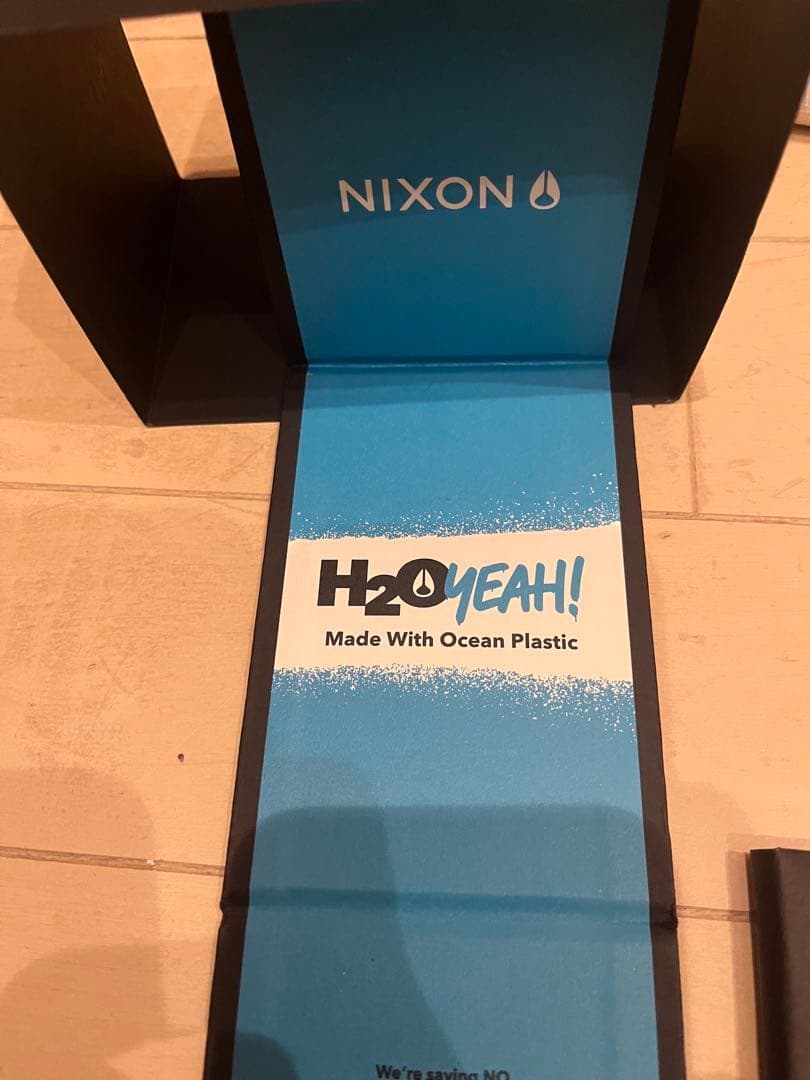 NIXON
H2O YEAH!
Made With Ocean Plastic
We're saving NO